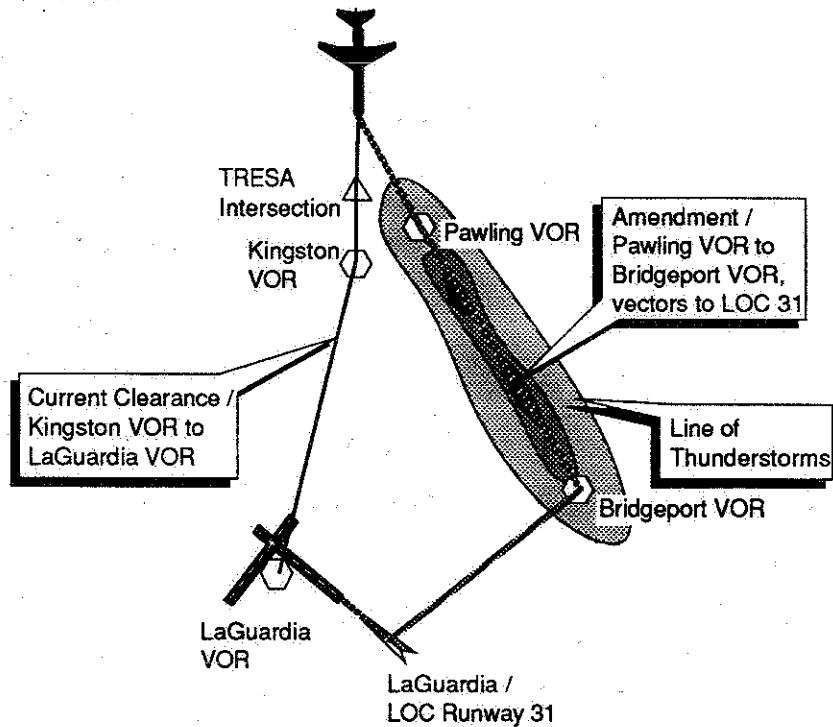 TRESA
Intersection
Kingston
VOR
Pawling VOR
Amendment /
Pawling VOR to
Bridgeport VOR,
vectors to LOC 31
Current Clearance /
Kingston VOR to
LaGuardia VOR
Line of
Thunderstorms
Bridgeport VOR
LaGuardia
VOR
LaGuardia /
LOC Runway 31